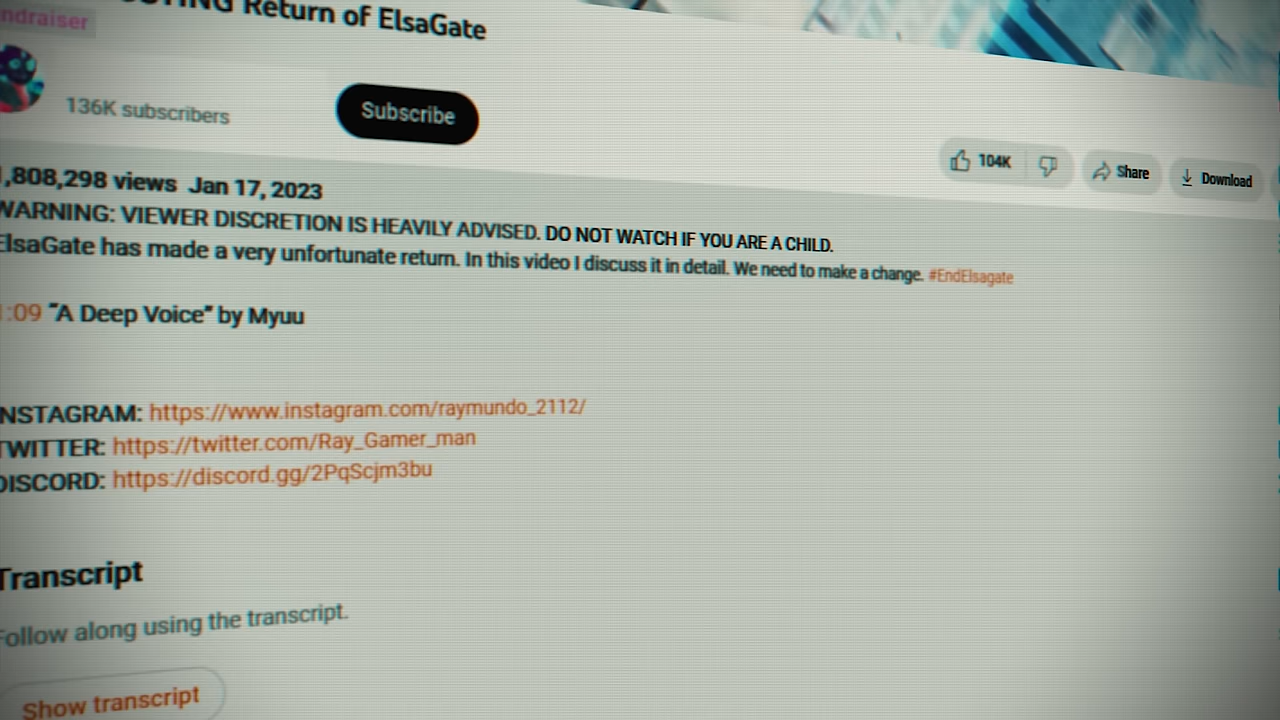 Return of ElsaGate
ndraiser
136K subscribers
Subscribe
104K
Share
Download
,808,298 views Jan 17, 2023
WARNING: VIEWER DISCRETION IS HEAVILY ADVISED. DO NOT WATCH IF YOU ARE A CHILD.
ElsaGate has made a very unfortunate return. In this video I discuss it in detail. We need to make a change. #EndElsagate
:09 "A Deep Voice" by Myuu
INSTAGRAM: https://www.instagram.com/raymundo_2112/
TWITTER: https://twitter.com/Ray_Gamer_man
DISCORD: https://discord.gg/2PqScjm3bu
Transcript
Follow along using the transcript.
Show transcript